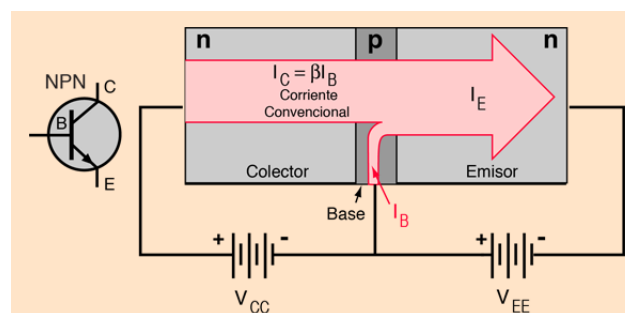 n
p
n
NPN
C
B
E
I_C = βI_B
Corriente
Convencional
I_E
Colector
Emisor
Base
I_B
+ -
+ -
V_CC
V_EE